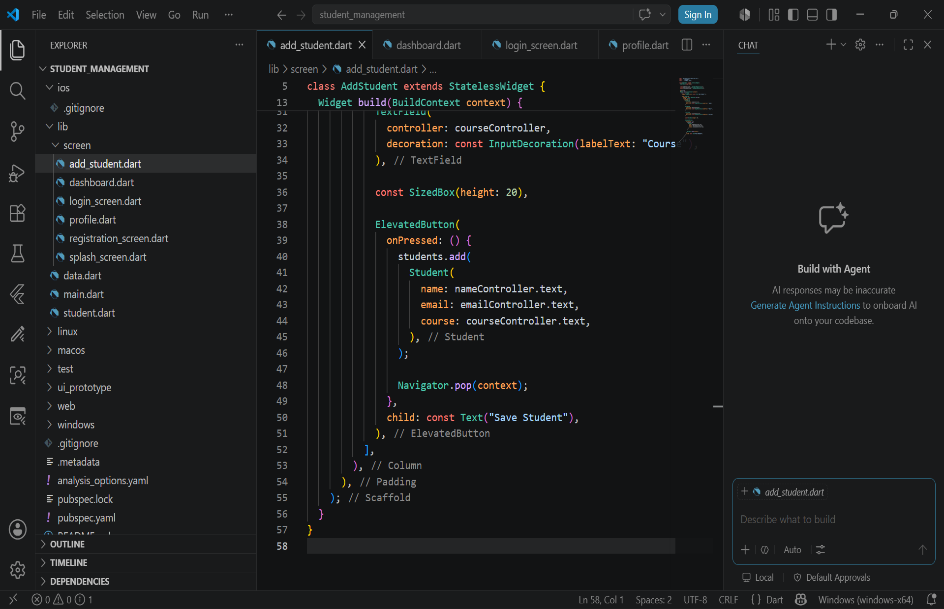 File Edit Selection View Go Run ···
student_management
Sign In
EXPLORER
STUDENT_MANAGEMENT
ios
.gitignore
lib
screen
add_student.dart
dashboard.dart
login_screen.dart
profile.dart
registration_screen.dart
splash_screen.dart
data.dart
main.dart
student.dart
linux
macos
test
ui_prototype
web
windows
.gitignore
.metadata
analysis_options.yaml
pubspec.lock
pubspec.yaml
OUTLINE
TIMELINE
DEPENDENCIES
add_student.dart dashboard.dart login_screen.dart profile.dart
lib > screen > add_student.dart > ...
5 class AddStudent extends StatelessWidget {
13 Widget build(BuildContext context) {
31 TextField(
32 controller: courseController,
33 decoration: const InputDecoration(labelText: "Cours
34 ), // TextField
35
36 const SizedBox(height: 20),
37
38 ElevatedButton(
39 onPressed: () {
40 students.add(
41 Student(
42 name: nameController.text,
43 email: emailController.text,
44 course: courseController.text,
45 ), // Student
46 );
47
48 Navigator.pop(context);
49 },
50 child: const Text("Save Student"),
51 ), // ElevatedButton
52 ],
53 ), // Column
54 ), // Padding
55 ); // Scaffold
56 }
57 }
58
CHAT
Build with Agent
AI responses may be inaccurate
Generate Agent Instructions to onboard AI
onto your codebase.
add_student.dart
Describe what to build
Auto
Local Default Approvals
0 0 1
Ln 58, Col 1 Spaces: 2 UTF-8 CRLF {} Dart Windows (windows-x64)